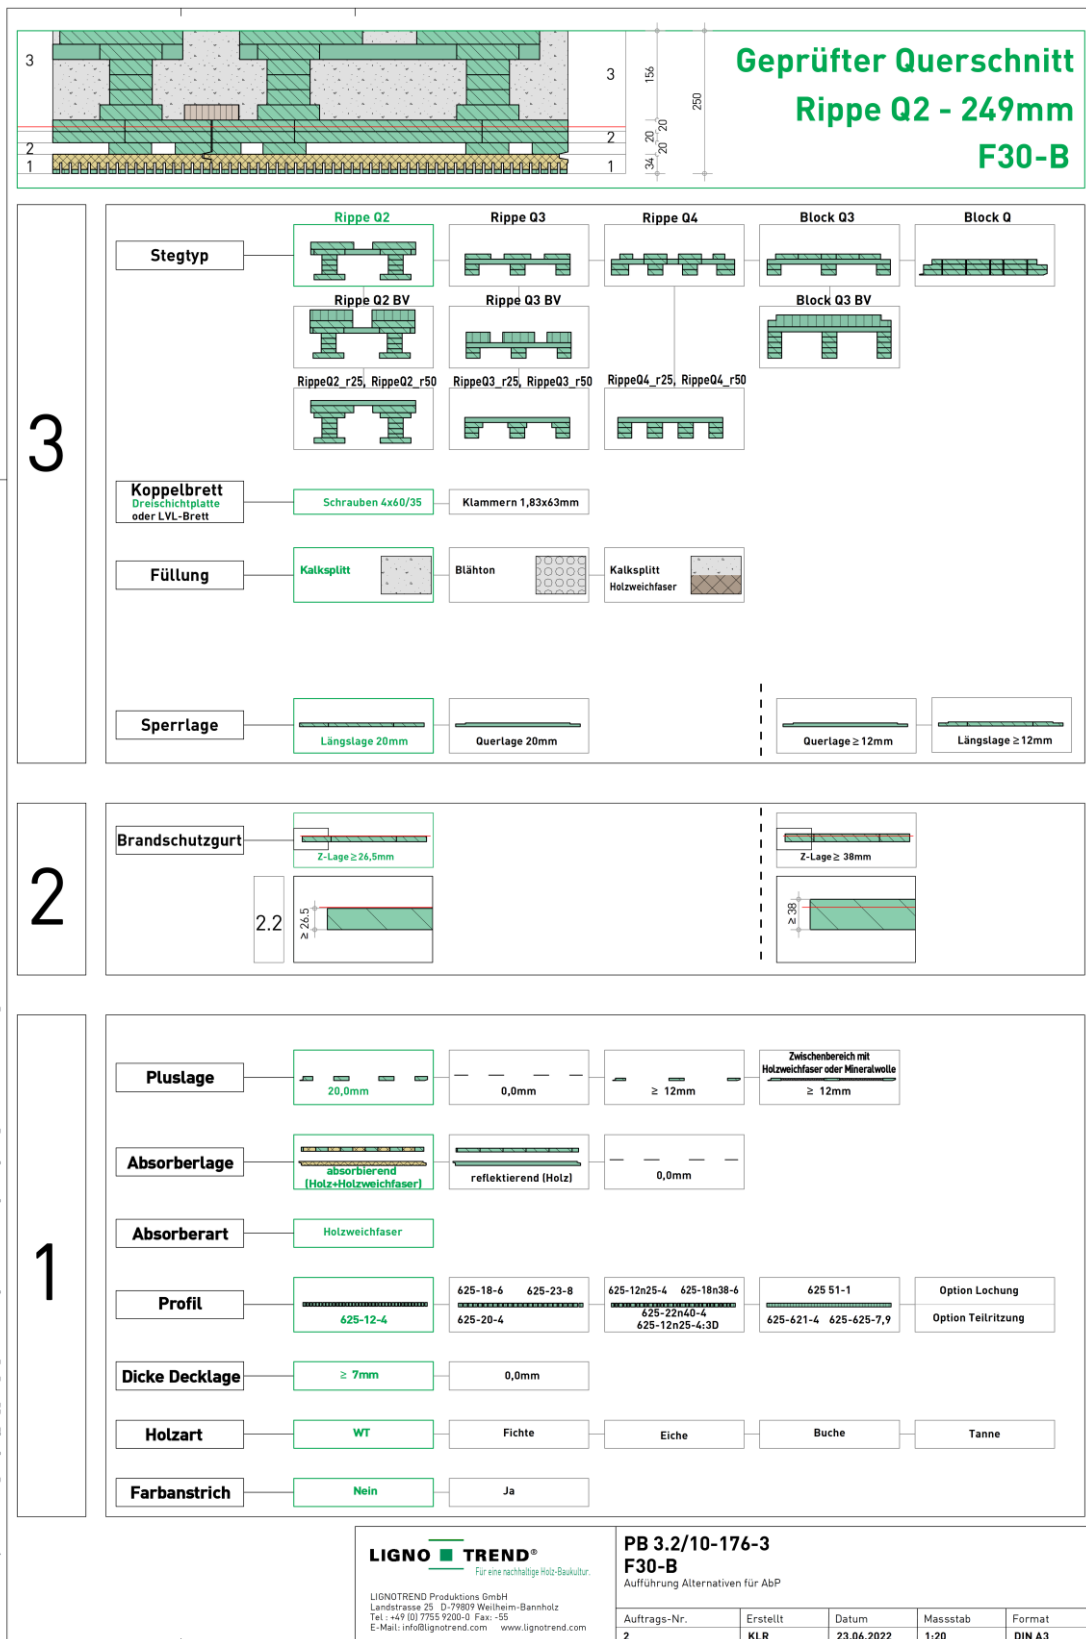 3
2
1
3
2
1
156
20
20
20
34
250
Geprüfter Querschnitt
Rippe Q2 - 249mm
F30-B
3
Stegtyp
Rippe Q2
Rippe Q3
Rippe Q4
Block Q3
Block Q
Rippe Q2 BV
Rippe Q3 BV
Block Q3 BV
RippeQ2_r25, RippeQ2_r50
RippeQ3_r25, RippeQ3_r50
RippeQ4_r25, RippeQ4_r50
Koppelbrett
Dreischichtplatte
oder LVL-Brett
Schrauben 4x60/35
Klammern 1,83x63mm
Füllung
Kalksplitt
Blähton
Kalksplitt
Holzweichfaser
Sperrlage
Längslage 20mm
Querlage 20mm
Querlage ≥ 12mm
Längslage ≥ 12mm
2
Brandschutzgurt
Z-Lage ≥ 26,5mm
Z-Lage ≥ 38mm
2.2
≥ 26.5
≥ 38
1
Pluslage
20,0mm
0,0mm
≥ 12mm
Zwischenbereich mit
Holzweichfaser oder Mineralwolle
≥ 12mm
Absorberlage
absorbierend
(Holz+Holzweichfaser)
reflektierend (Holz)
0,0mm
Absorberart
Holzweichfaser
Profil
625-12-4
625-18-6 625-23-8
625-20-4
625-12n25-4 625-18n38-6
625-22n40-4
625-12n25-4:3D
625 51-1
625-621-4 625-625-7,9
Option Lochung
Option Teilritzung
Dicke Decklage
≥ 7mm
0,0mm
Holzart
WT
Fichte
Eiche
Buche
Tanne
Farbanstrich
Nein
Ja
LIGNO TREND®
Für eine nachhaltige Holz-Baukultur.
LIGNOTREND Produktions GmbH
Landstrasse 25 D-79809 Weilheim-Bannholz
Tel : +49 (0) 7755 9200-0 Fax: -55
E-Mail: info@lignotrend.com www.lignotrend.com
PB 3.2/10-176-3
F30-B
Aufführung Alternativen für AbP
Auftrags-Nr. Erstellt Datum Massstab Format
2 KLR 23.06.2022 1:20 DIN A3